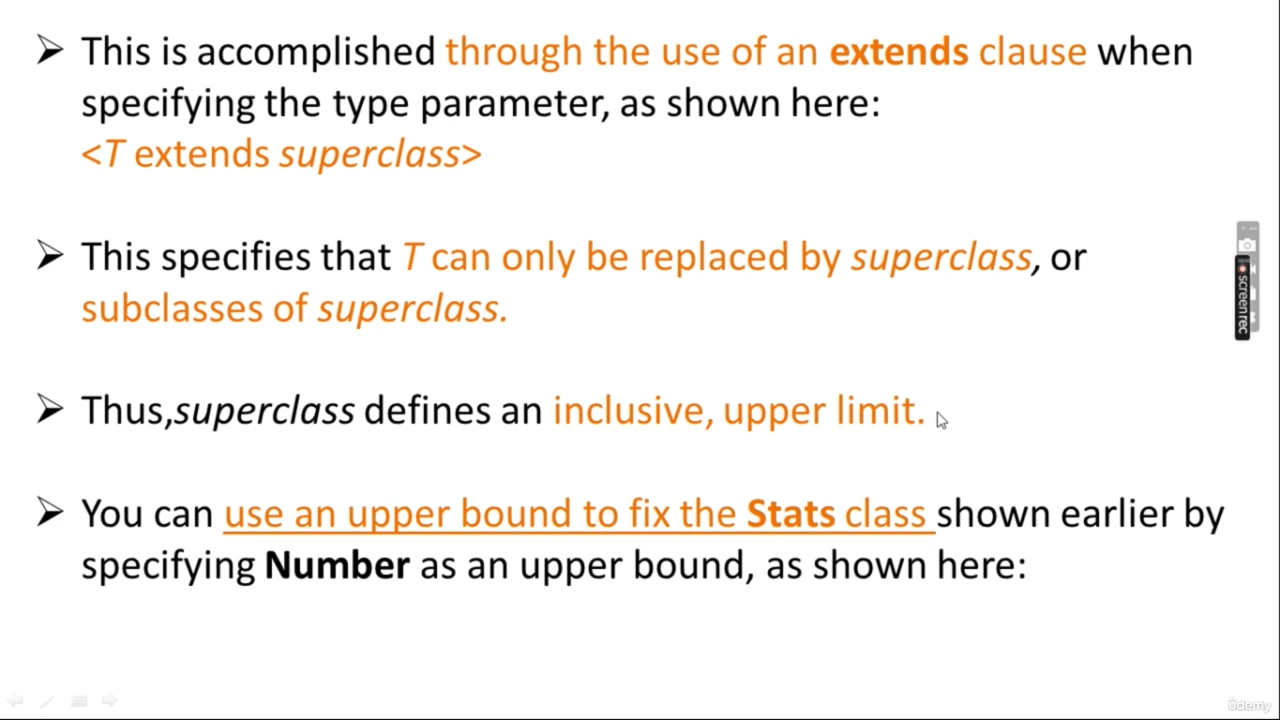 ➢ This is accomplished through the use of an extends clause when
specifying the type parameter, as shown here:
<T extends superclass>
➢ This specifies that T can only be replaced by superclass, or
subclasses of superclass.
➢ Thus,superclass defines an inclusive, upper limit.
➢ You can use an upper bound to fix the Stats class shown earlier by
specifying Number as an upper bound, as shown here:
screenrec
ûdemy